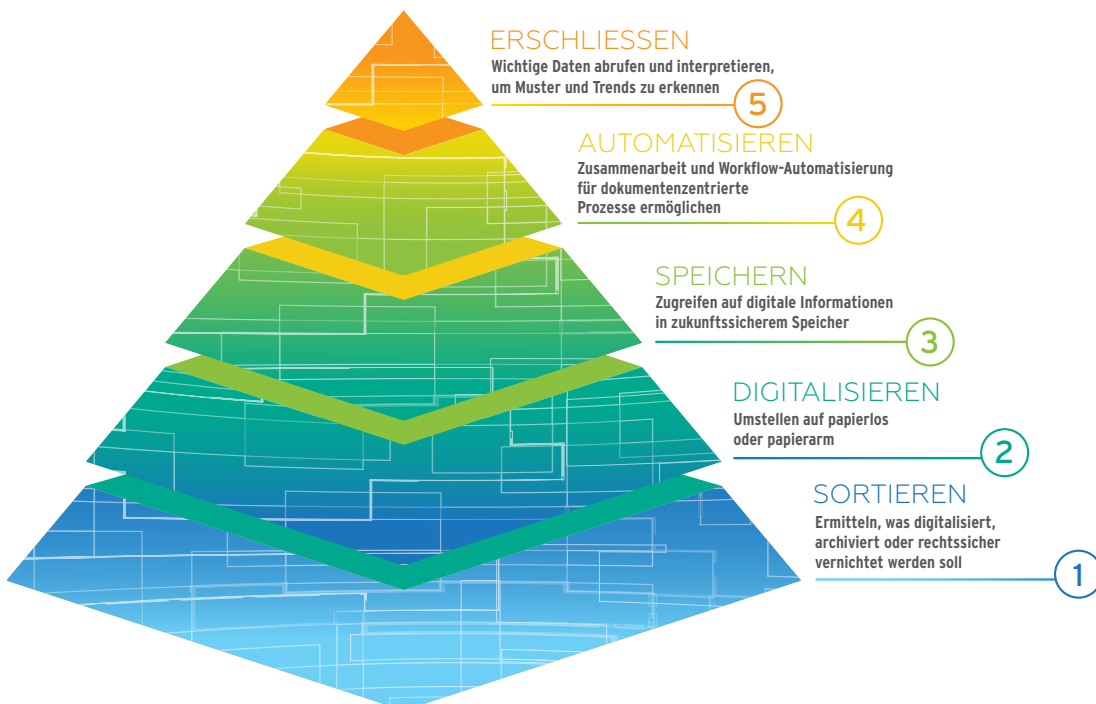 ERSCHLIESSEN
Wichtige Daten abrufen und interpretieren,
um Muster und Trends zu erkennen
5
AUTOMATISIEREN
Zusammenarbeit und Workflow-Automatisierung
für dokumentenzentrierte
Prozesse ermöglichen
4
SPEICHERN
Zugreifen auf digitale Informationen
in zukunftssicherem Speicher
3
DIGITALISIEREN
Umstellen auf papierlos
oder papierarm
2
SORTIEREN
Ermitteln, was digitalisiert,
archiviert oder rechtssicher
vernichtet werden soll
1